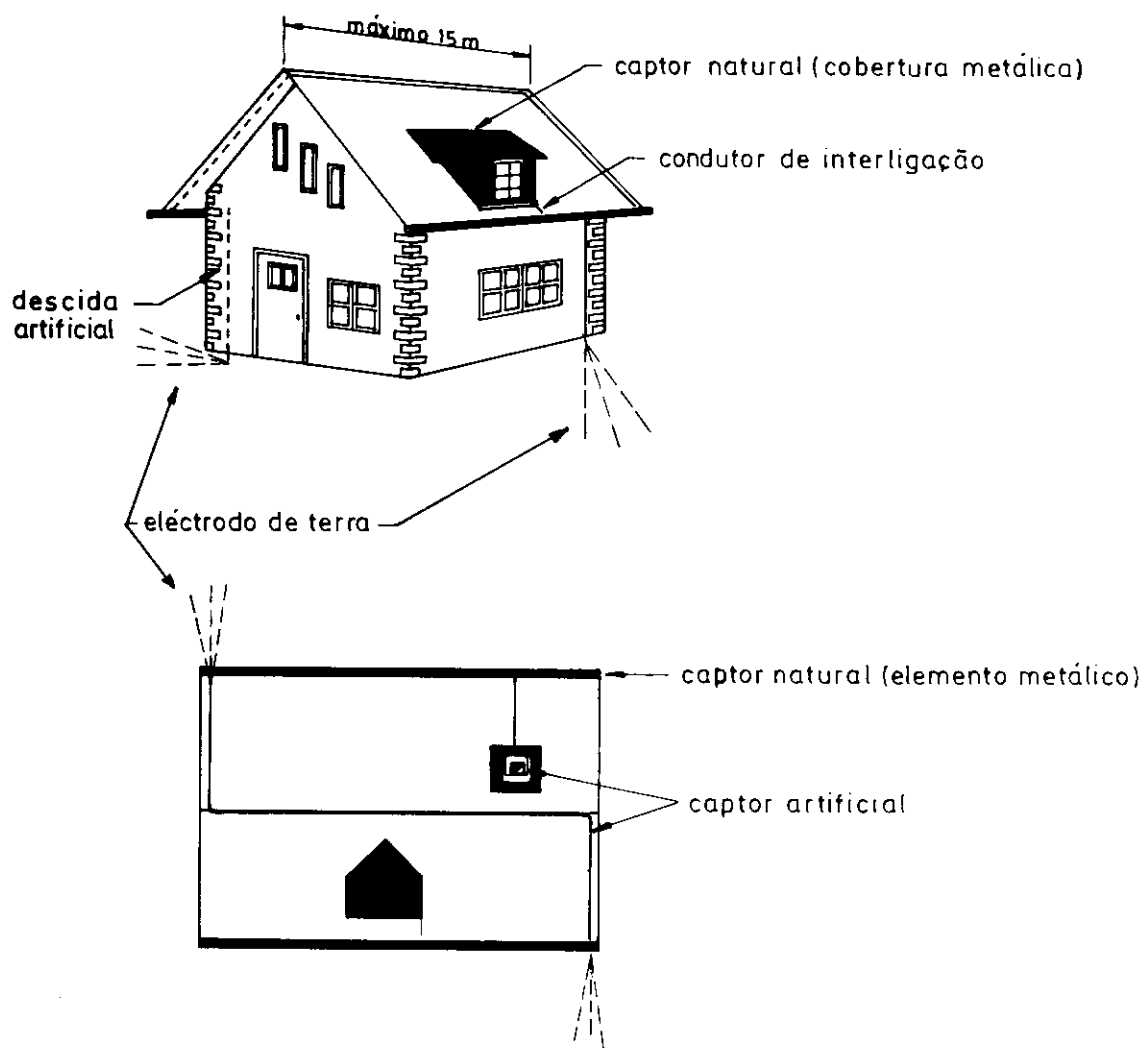 máximo 15 m
captor natural (cobertura metálica)
condutor de interligação
descida
artificial
eléctrodo de terra
captor natural (elemento metálico)
captor artificial